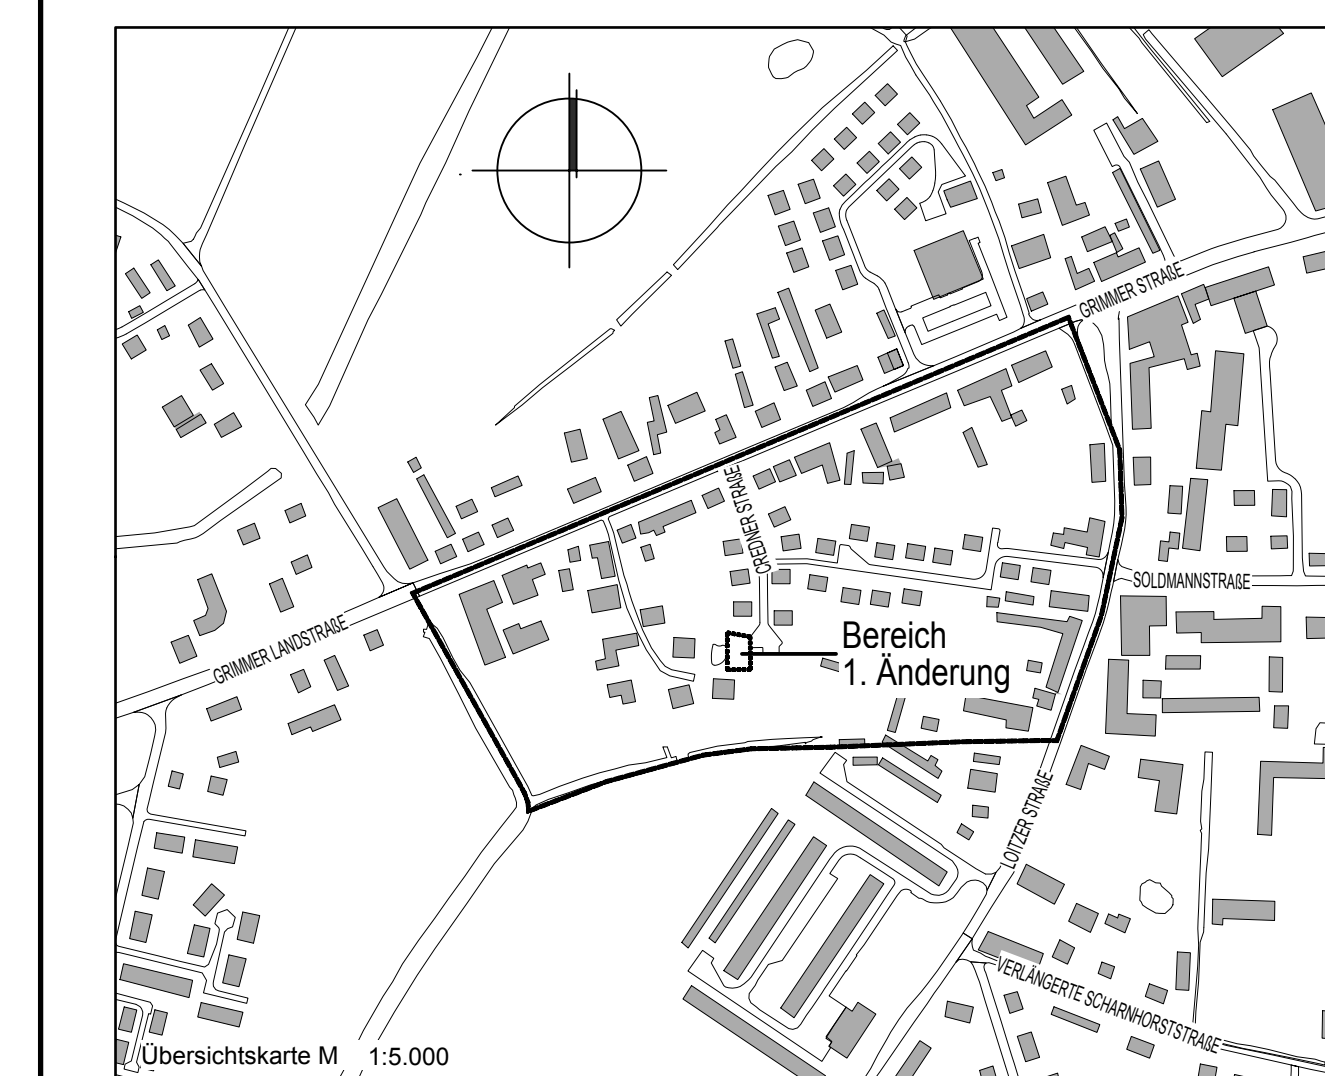 GRIMMER STRAßE
CREDNER STRAßE
SOLDMANNSTRAßE
GRIMMER LANDSTRAßE
Bereich
1. Änderung
LOITZER STRAßE
VERLÄNGERTE SCHARNHORSTSTRAßE
Übersichtskarte M 1:5.000